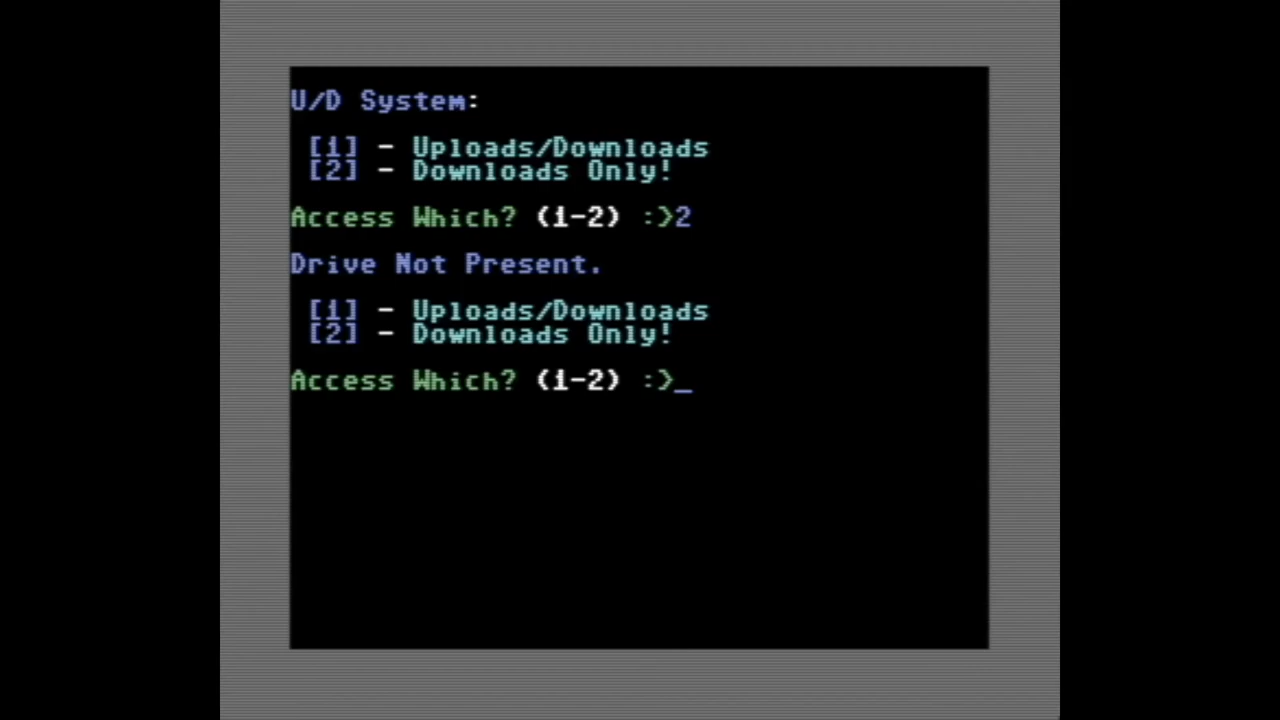 U/D System:
[1] - Uploads/Downloads
[2] - Downloads Only!
Access Which? (1-2) :>2
Drive Not Present.
[1] - Uploads/Downloads
[2] - Downloads Only!
Access Which? (1-2) :>_